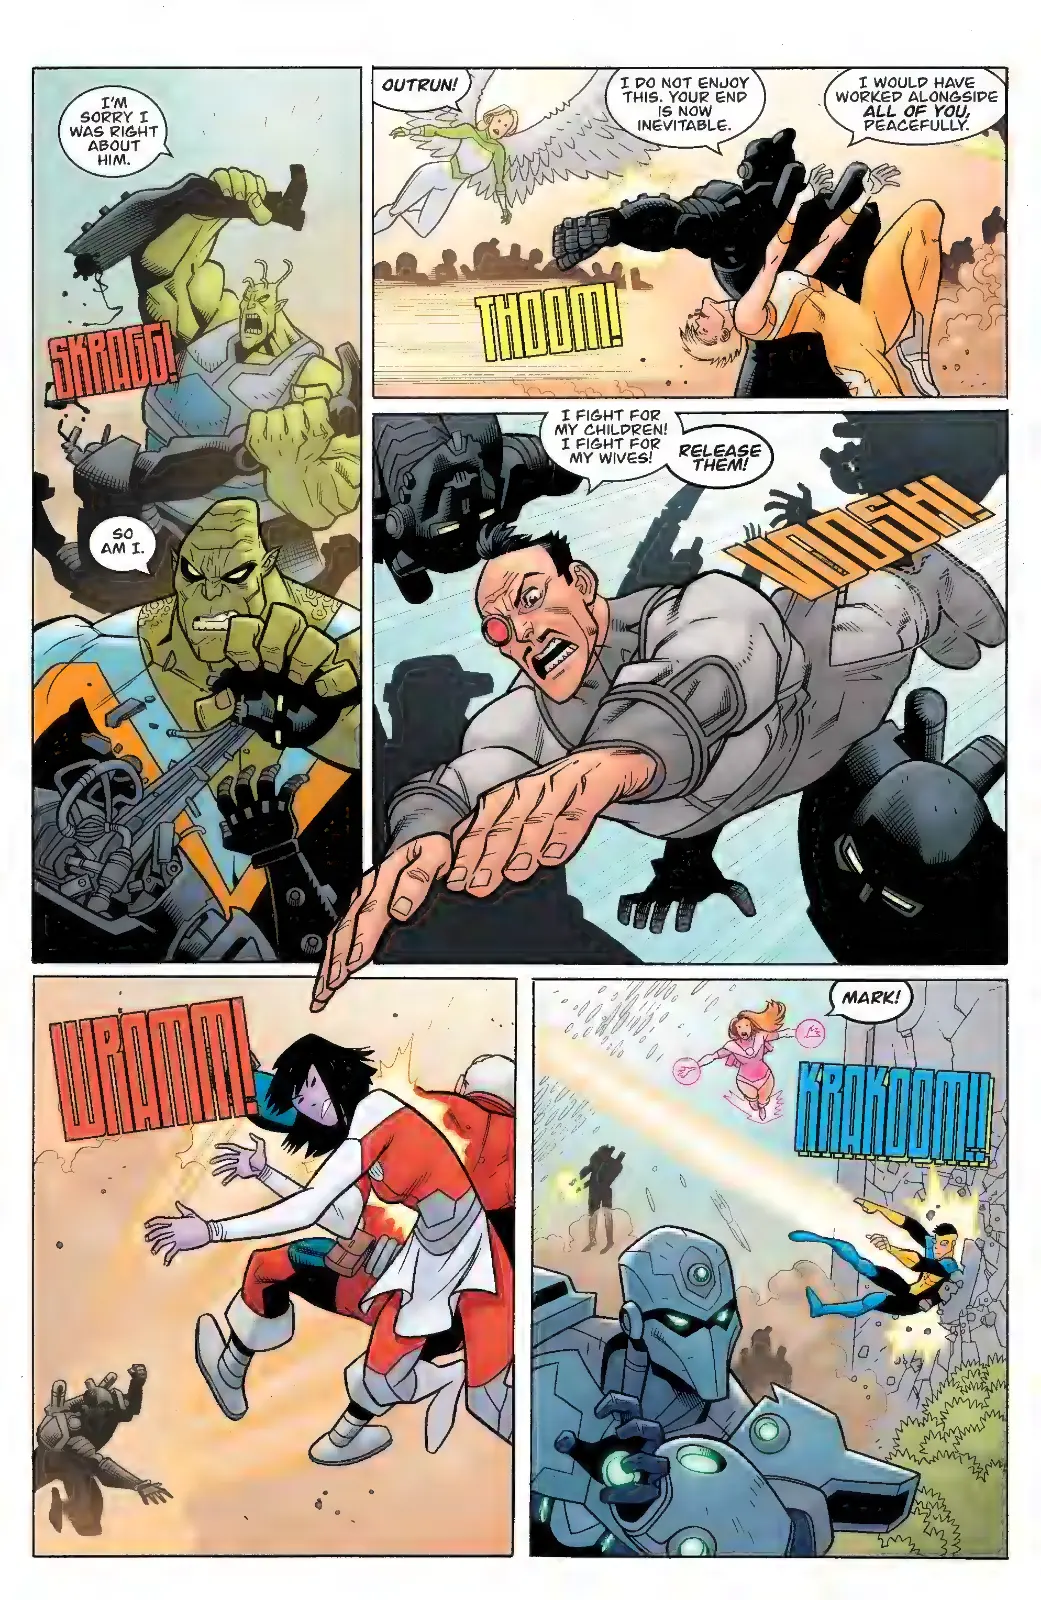 I'M
SORRY I
WAS RIGHT
ABOUT
HIM.
SKRAGG!
SO
AM I.
OUTRUN!
I DO NOT ENJOY
THIS. YOUR END
IS NOW
INEVITABLE.
I WOULD HAVE
WORKED ALONGSIDE
ALL OF YOU,
PEACEFULLY.
THOOM!
I FIGHT FOR
MY CHILDREN!
I FIGHT FOR
MY WIVES!
RELEASE
THEM!
VOOSH!
WRAMM!
MARK!
KRAKOOM!!